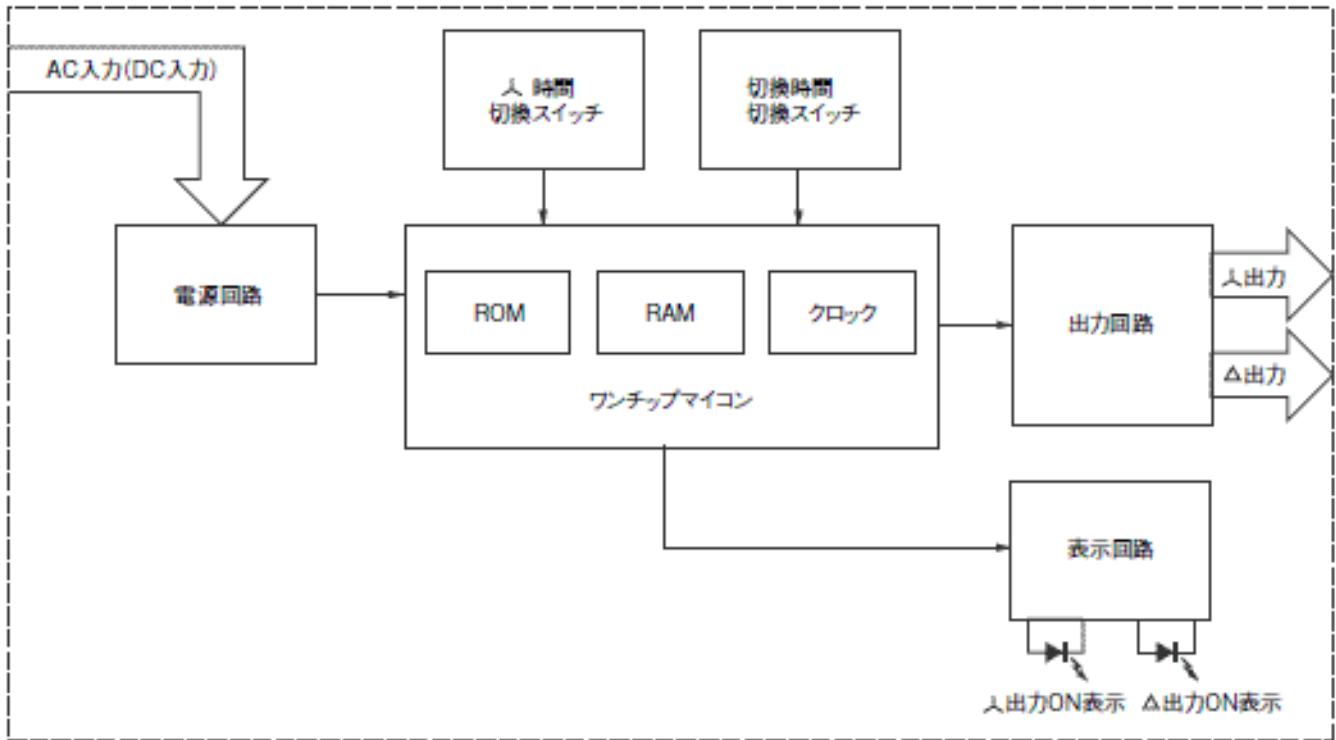 AC入力(DC入力)
人 時間
切換スイッチ
切換時間
切換スイッチ
電源回路
ROM
RAM
クロック
ワンチップマイコン
出力回路
人出力
△出力
表示回路
人出力ON表示
△出力ON表示